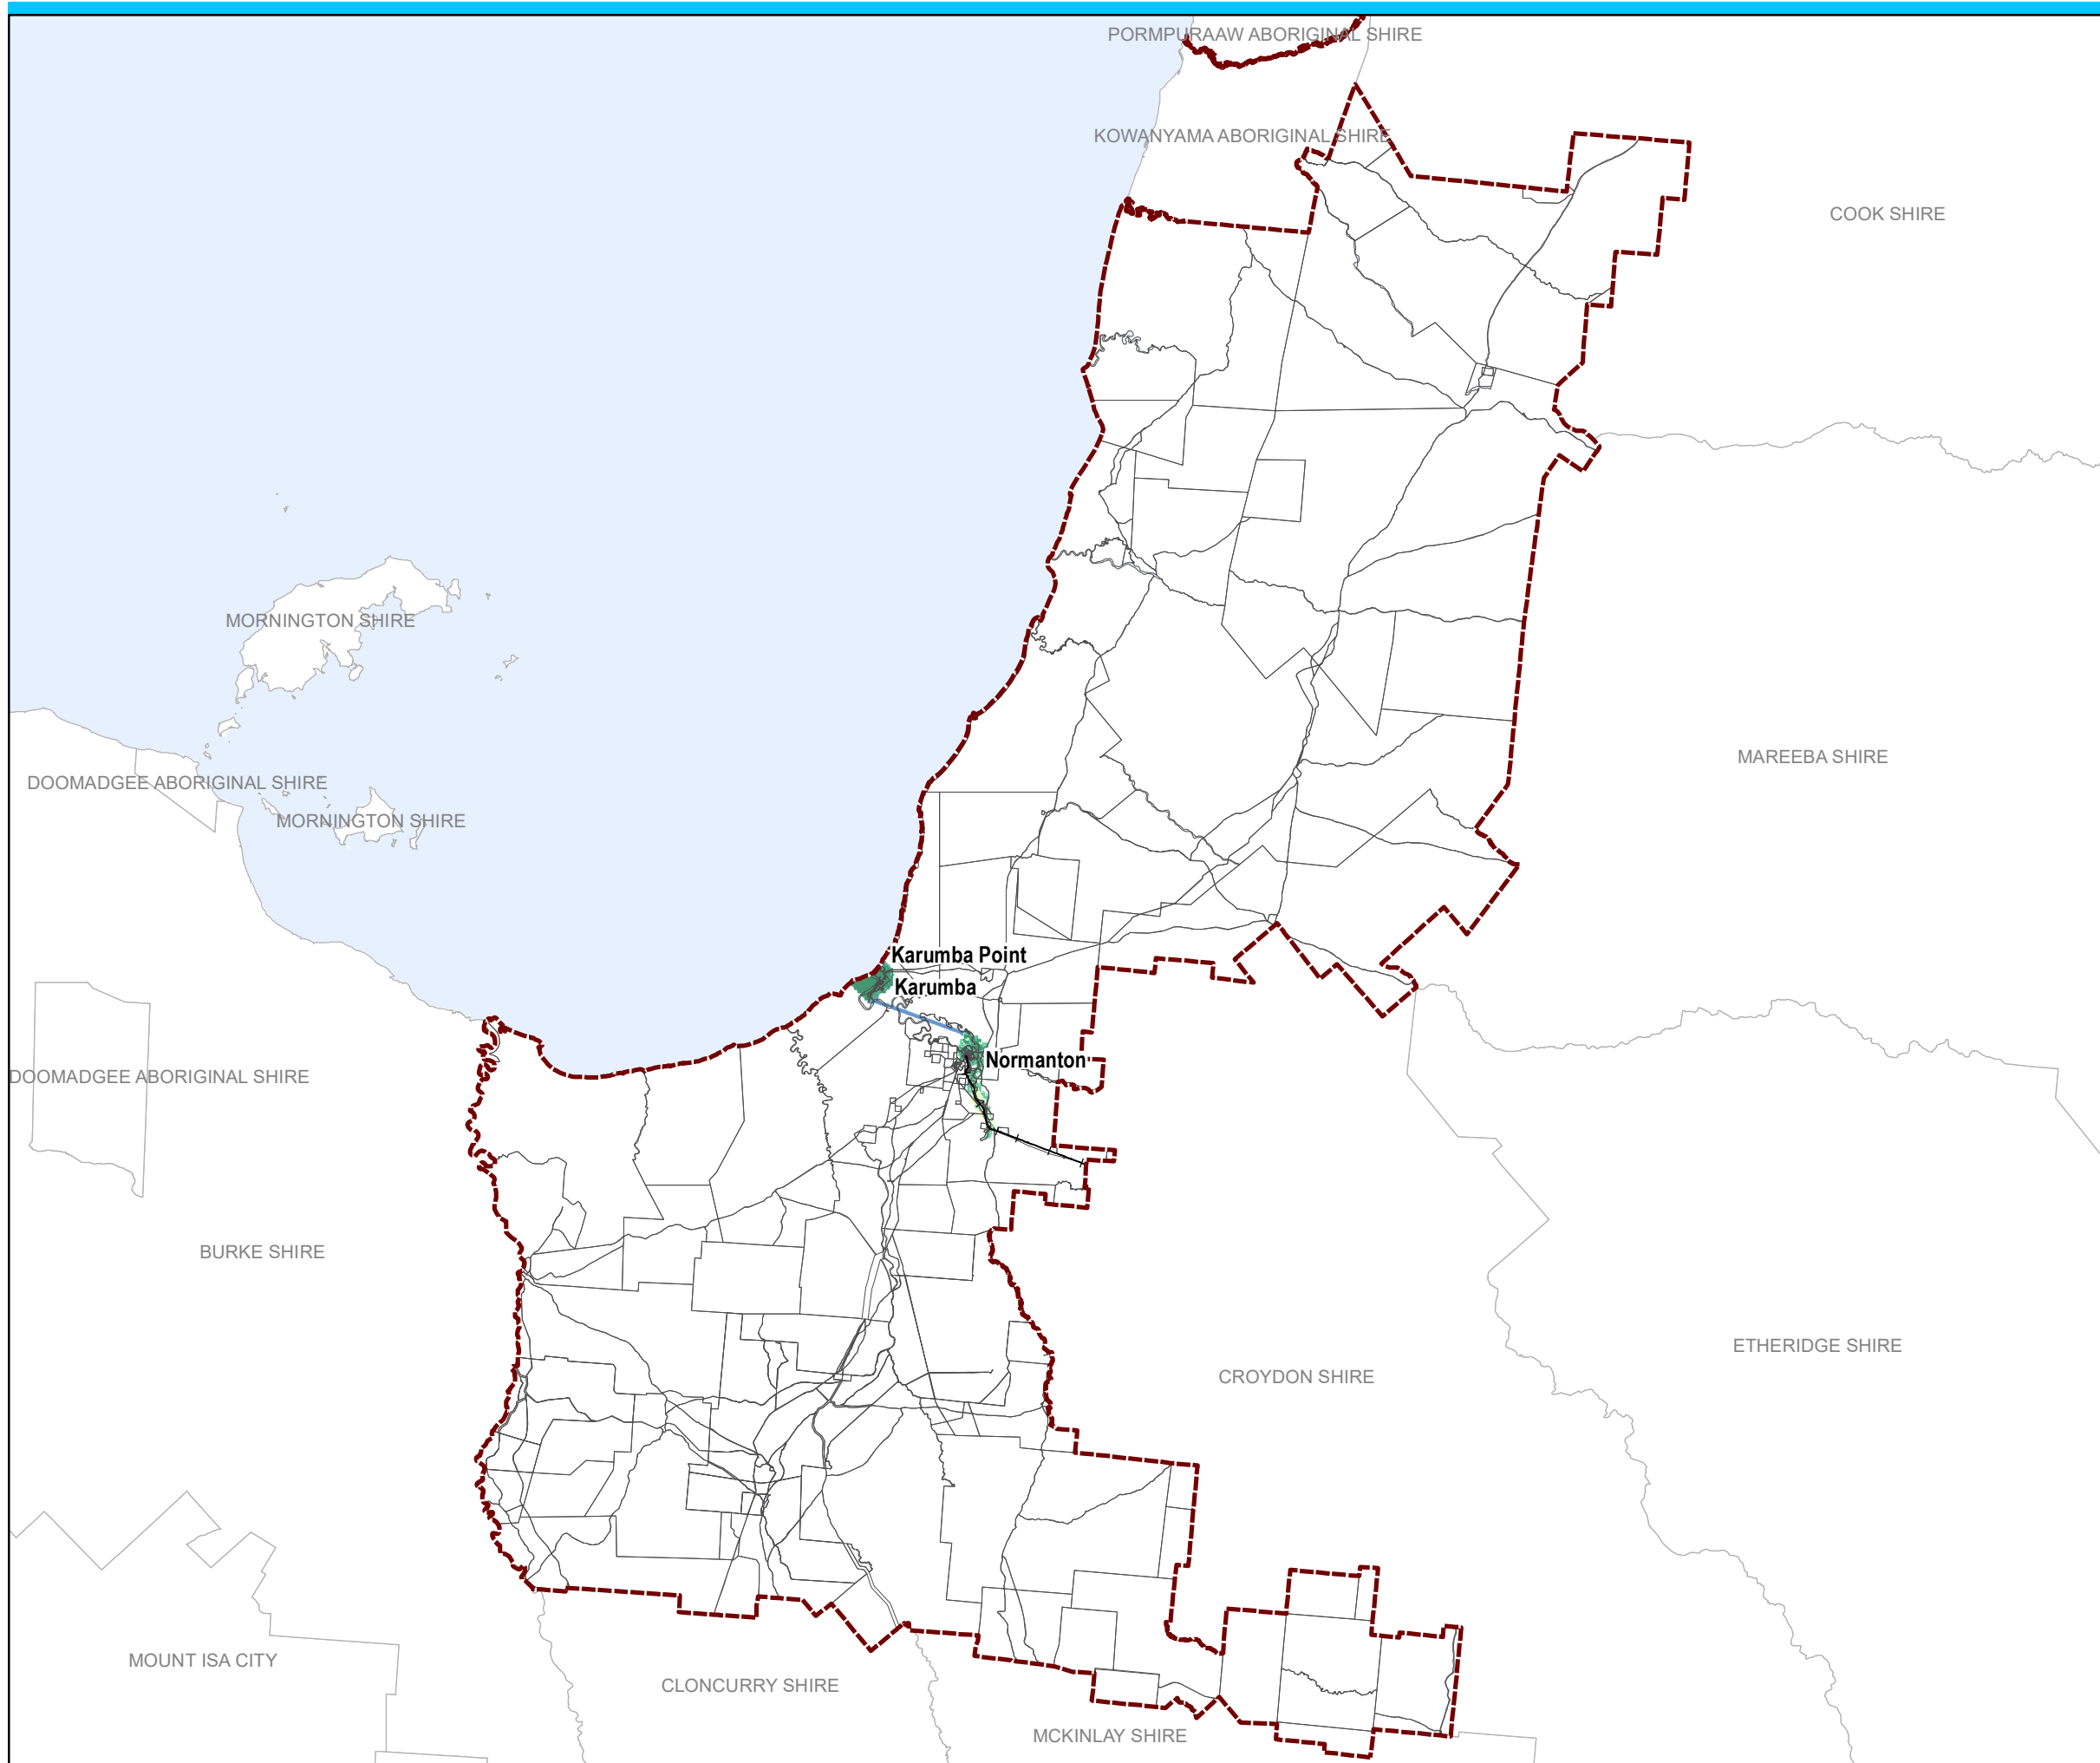 PORMPURAAW ABORIGINAL SHIRE
KOWANYAMA ABORIGINAL SHIRE
COOK SHIRE
MORNINGTON SHIRE
MAREEBA SHIRE
DOOMADGEE ABORIGINAL SHIRE
MORNINGTON SHIRE
Karumba Point
Karumba
Normanton
DOOMADGEE ABORIGINAL SHIRE
BURKE SHIRE
ETHERIDGE SHIRE
CROYDON SHIRE
MOUNT ISA CITY
CLONCURRY SHIRE
MCKINLAY SHIRE